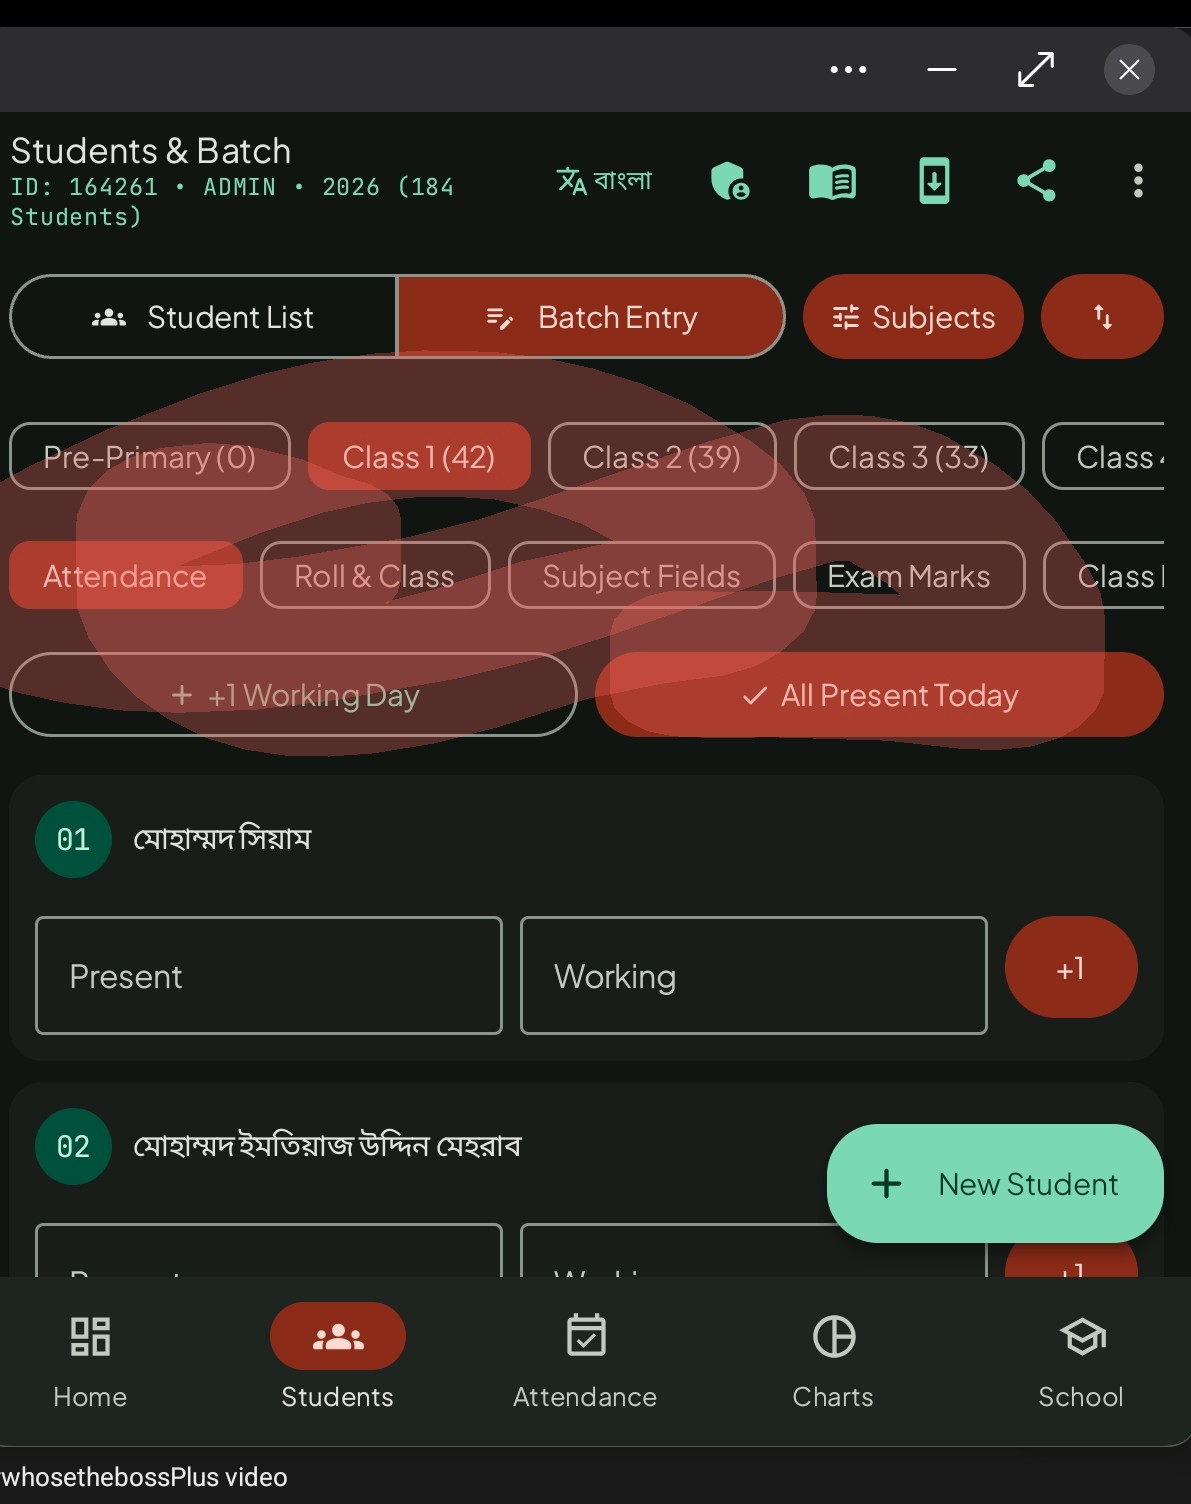 Students & Batch
ID: 164261 • ADMIN • 2026 (184
Students)
বাংলা
Student List
Batch Entry
Subjects
Pre-Primary (0)
Class 1 (42)
Class 2 (39)
Class 3 (33)
Class
Attendance
Roll & Class
Subject Fields
Exam Marks
Class
+1 Working Day
All Present Today
01
মোহাম্মদ সিয়াম
Present
Working
+1
02
মোহাম্মদ ইমতিয়াজ উদ্দিন মেহরাব
New Student
Home
Students
Attendance
Charts
School
whosethebossPlus video